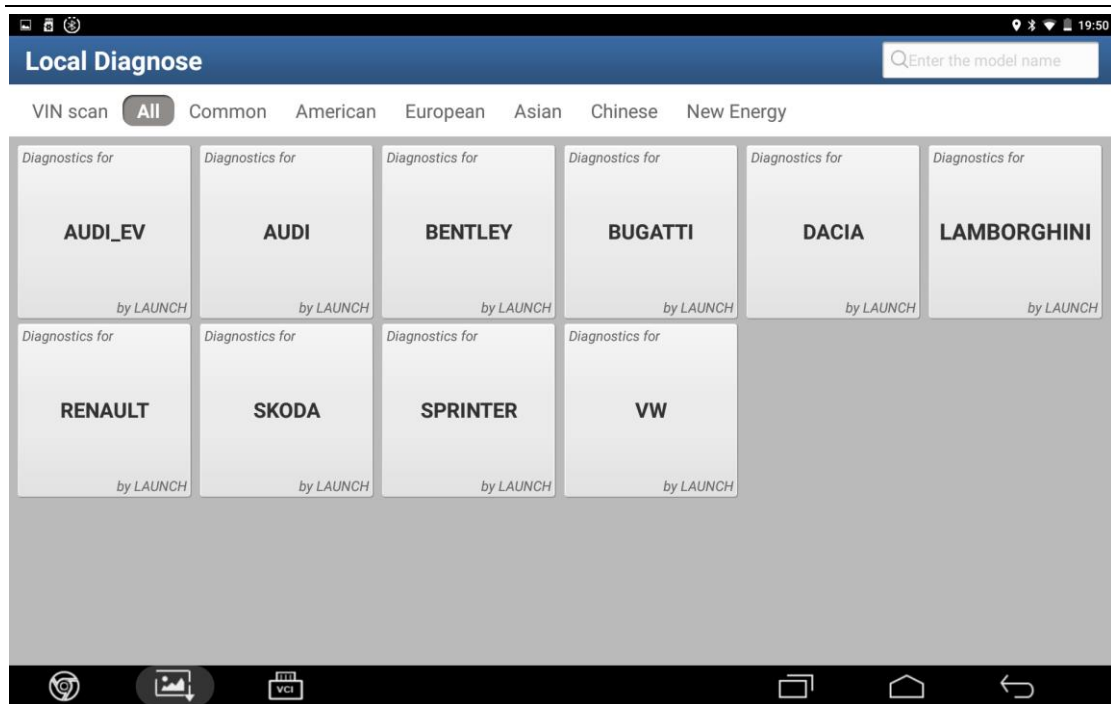 19:50
Local Diagnose
Enter the model name
VIN scan All Common American European Asian Chinese New Energy
Diagnostics for Diagnostics for Diagnostics for Diagnostics for Diagnostics for Diagnostics for
AUDI_EV AUDI BENTLEY BUGATTI DACIA LAMBORGHINI
by LAUNCH by LAUNCH by LAUNCH by LAUNCH by LAUNCH by LAUNCH
Diagnostics for Diagnostics for Diagnostics for Diagnostics for
RENAULT SKODA SPRINTER VW
by LAUNCH by LAUNCH by LAUNCH by LAUNCH
VCI